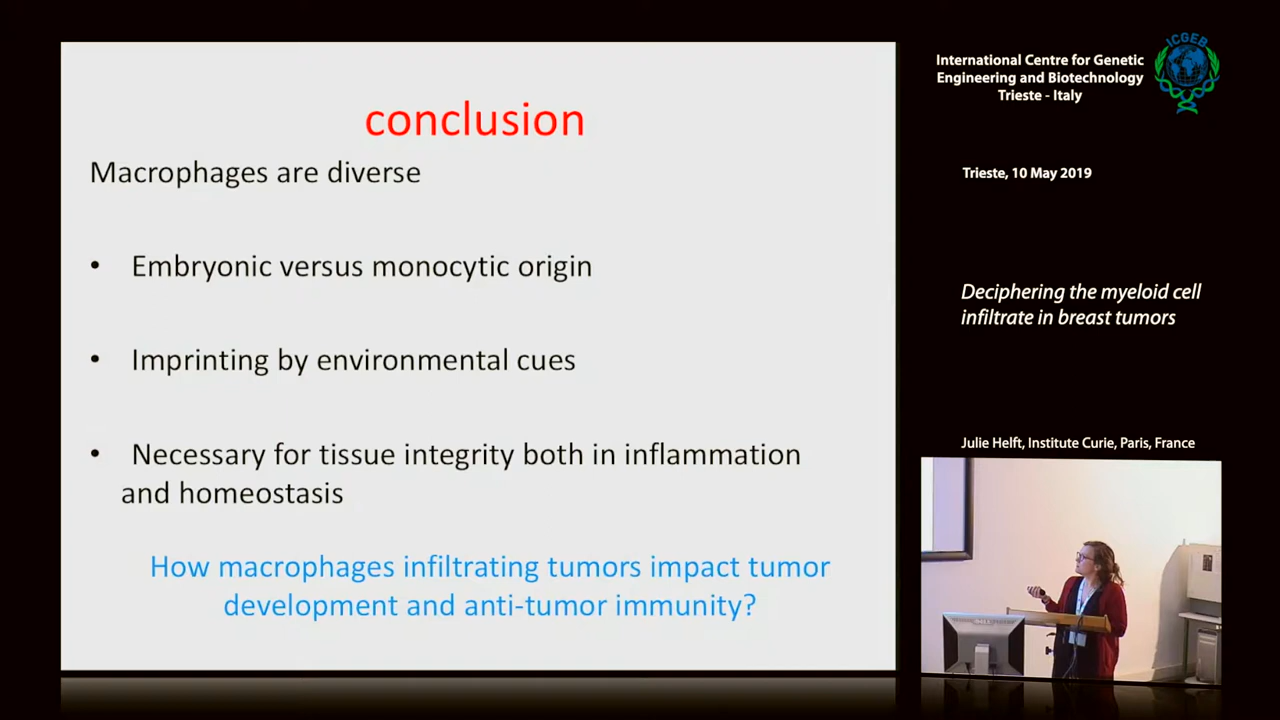 conclusion
Macrophages are diverse
• Embryonic versus monocytic origin
• Imprinting by environmental cues
• Necessary for tissue integrity both in inflammation
and homeostasis
How macrophages infiltrating tumors impact tumor
development and anti-tumor immunity?
International Centre for Genetic
Engineering and Biotechnology
Trieste - Italy
ICGEB
Trieste, 10 May 2019
Deciphering the myeloid cell
infiltrate in breast tumors
Julie Helft, Institute Curie, Paris, France
DELL